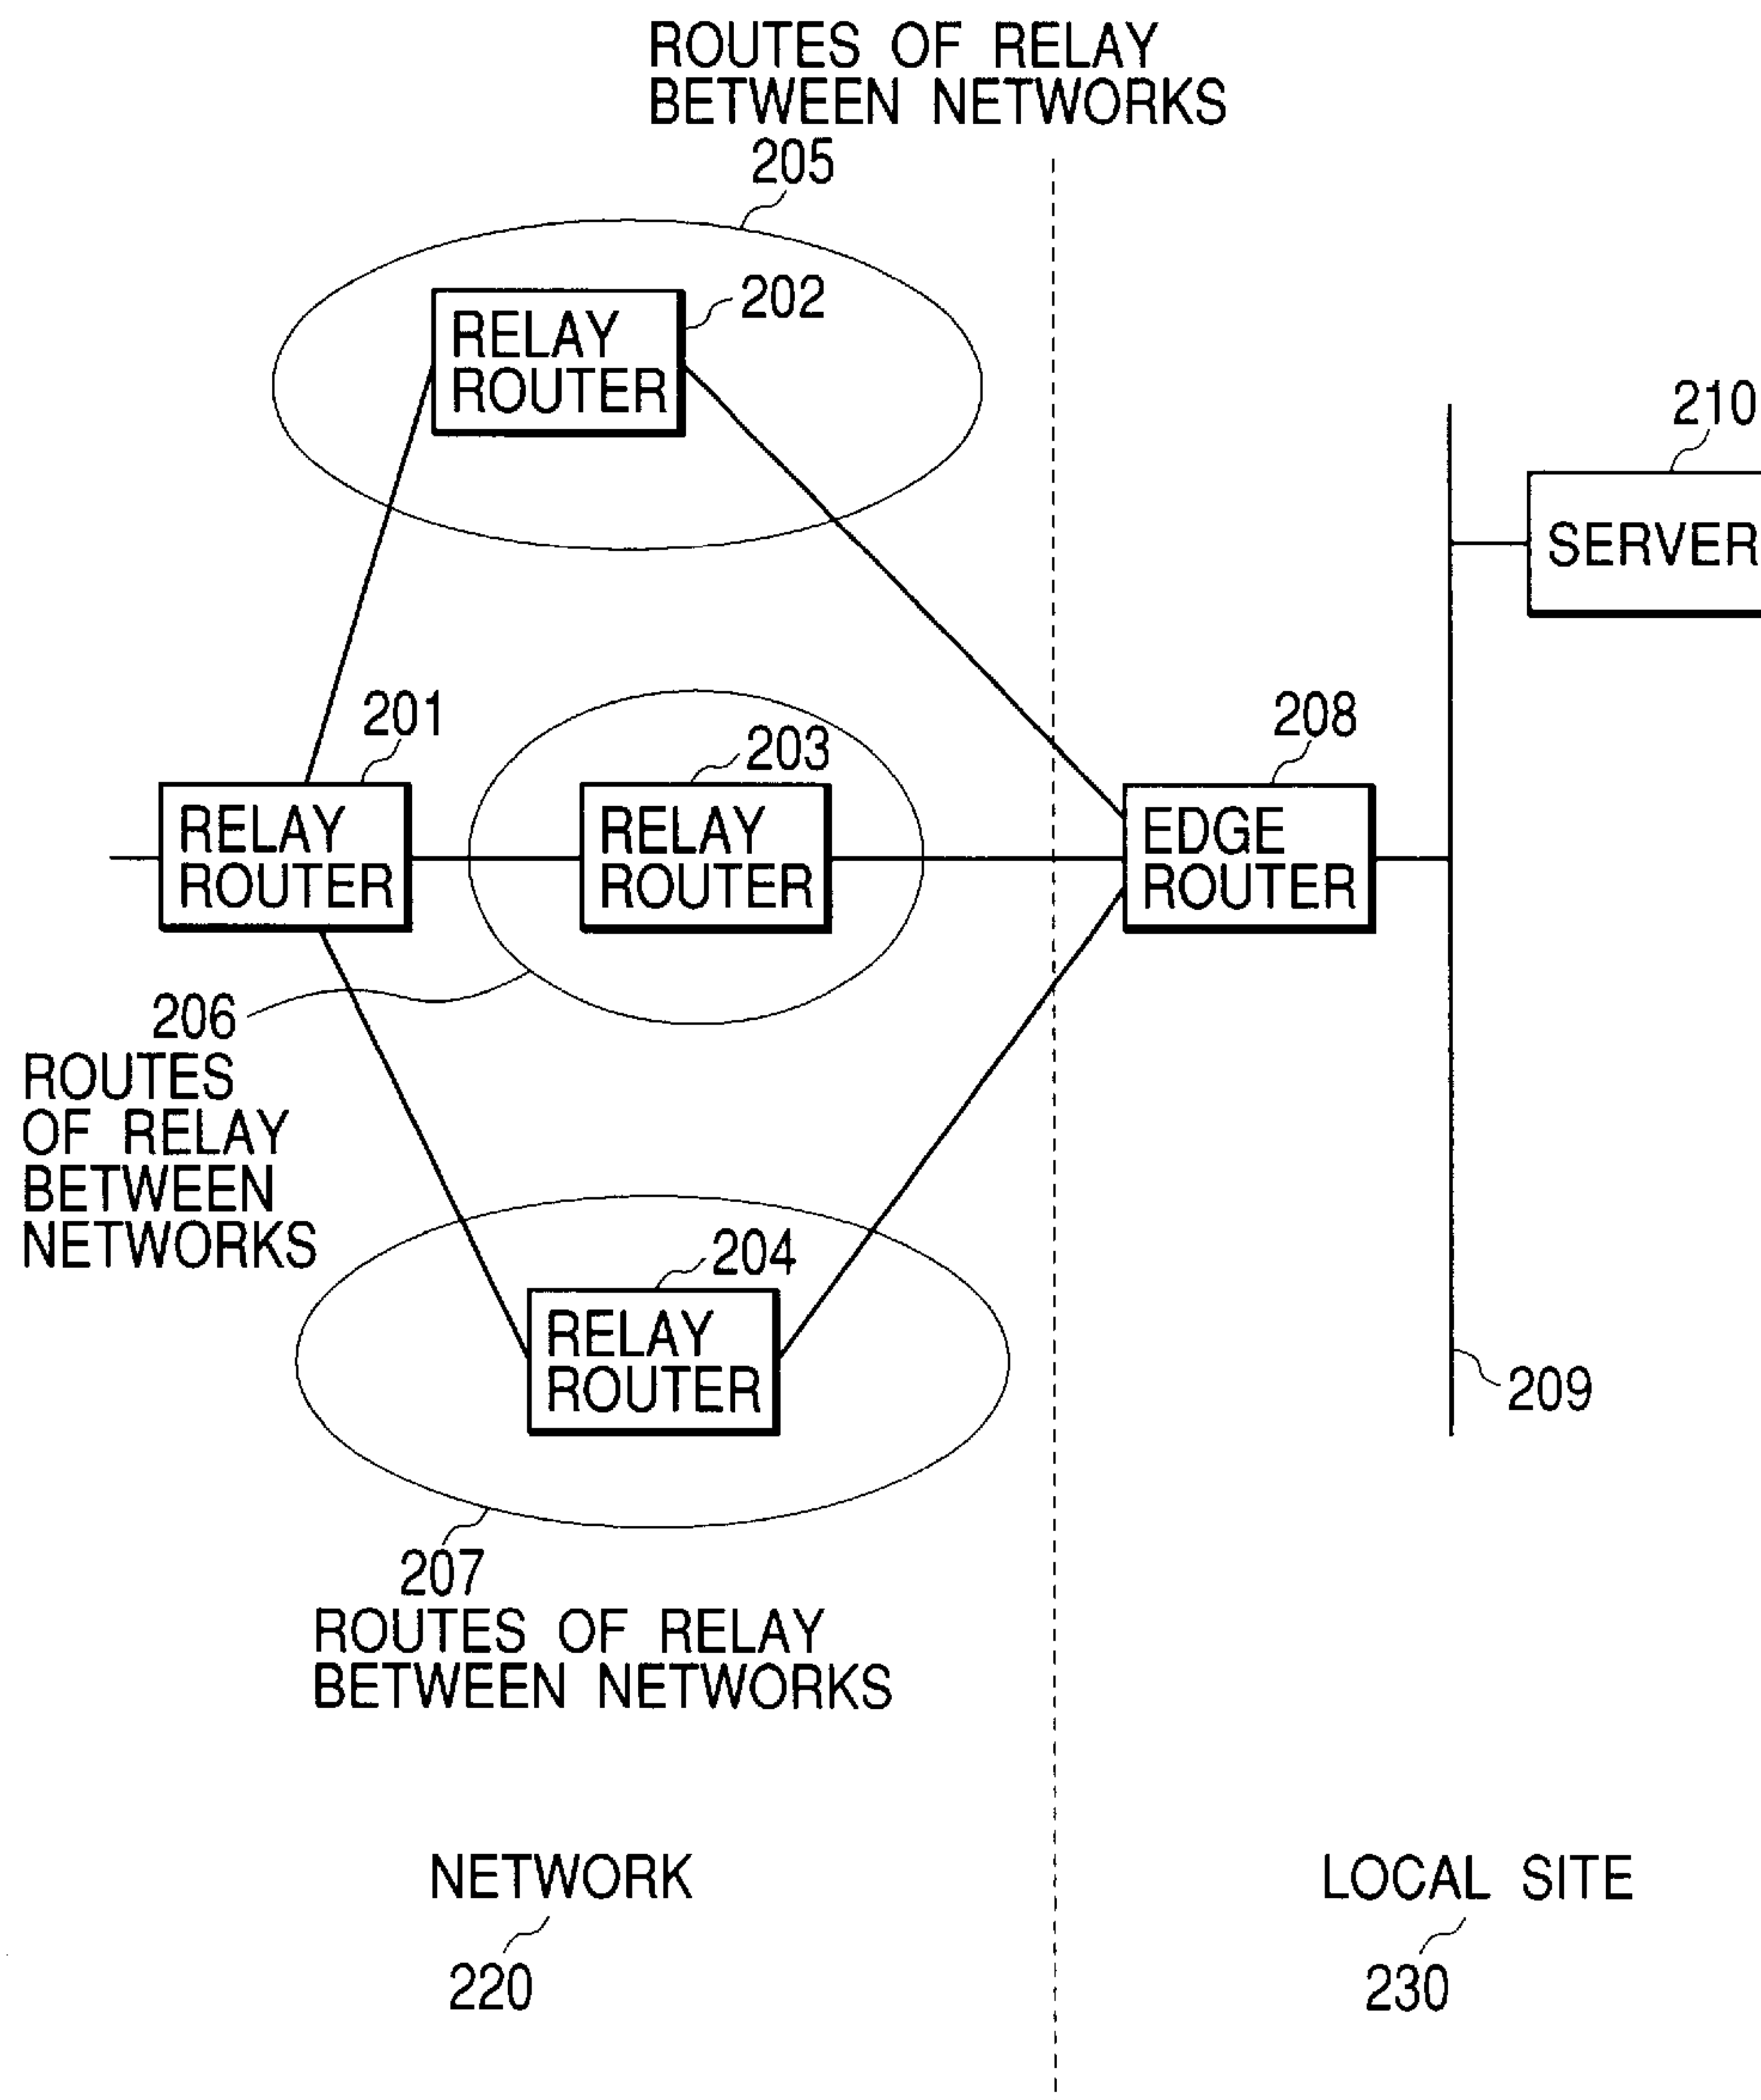 ROUTES OF RELAY
BETWEEN NETWORKS
205
202
RELAY
ROUTER
210
SERVER
201
RELAY
ROUTER
203
RELAY
ROUTER
208
EDGE
ROUTER
206
ROUTES
OF RELAY
BETWEEN
NETWORKS
204
RELAY
ROUTER
209
207
ROUTES OF RELAY
BETWEEN NETWORKS
NETWORK
220
LOCAL SITE
230